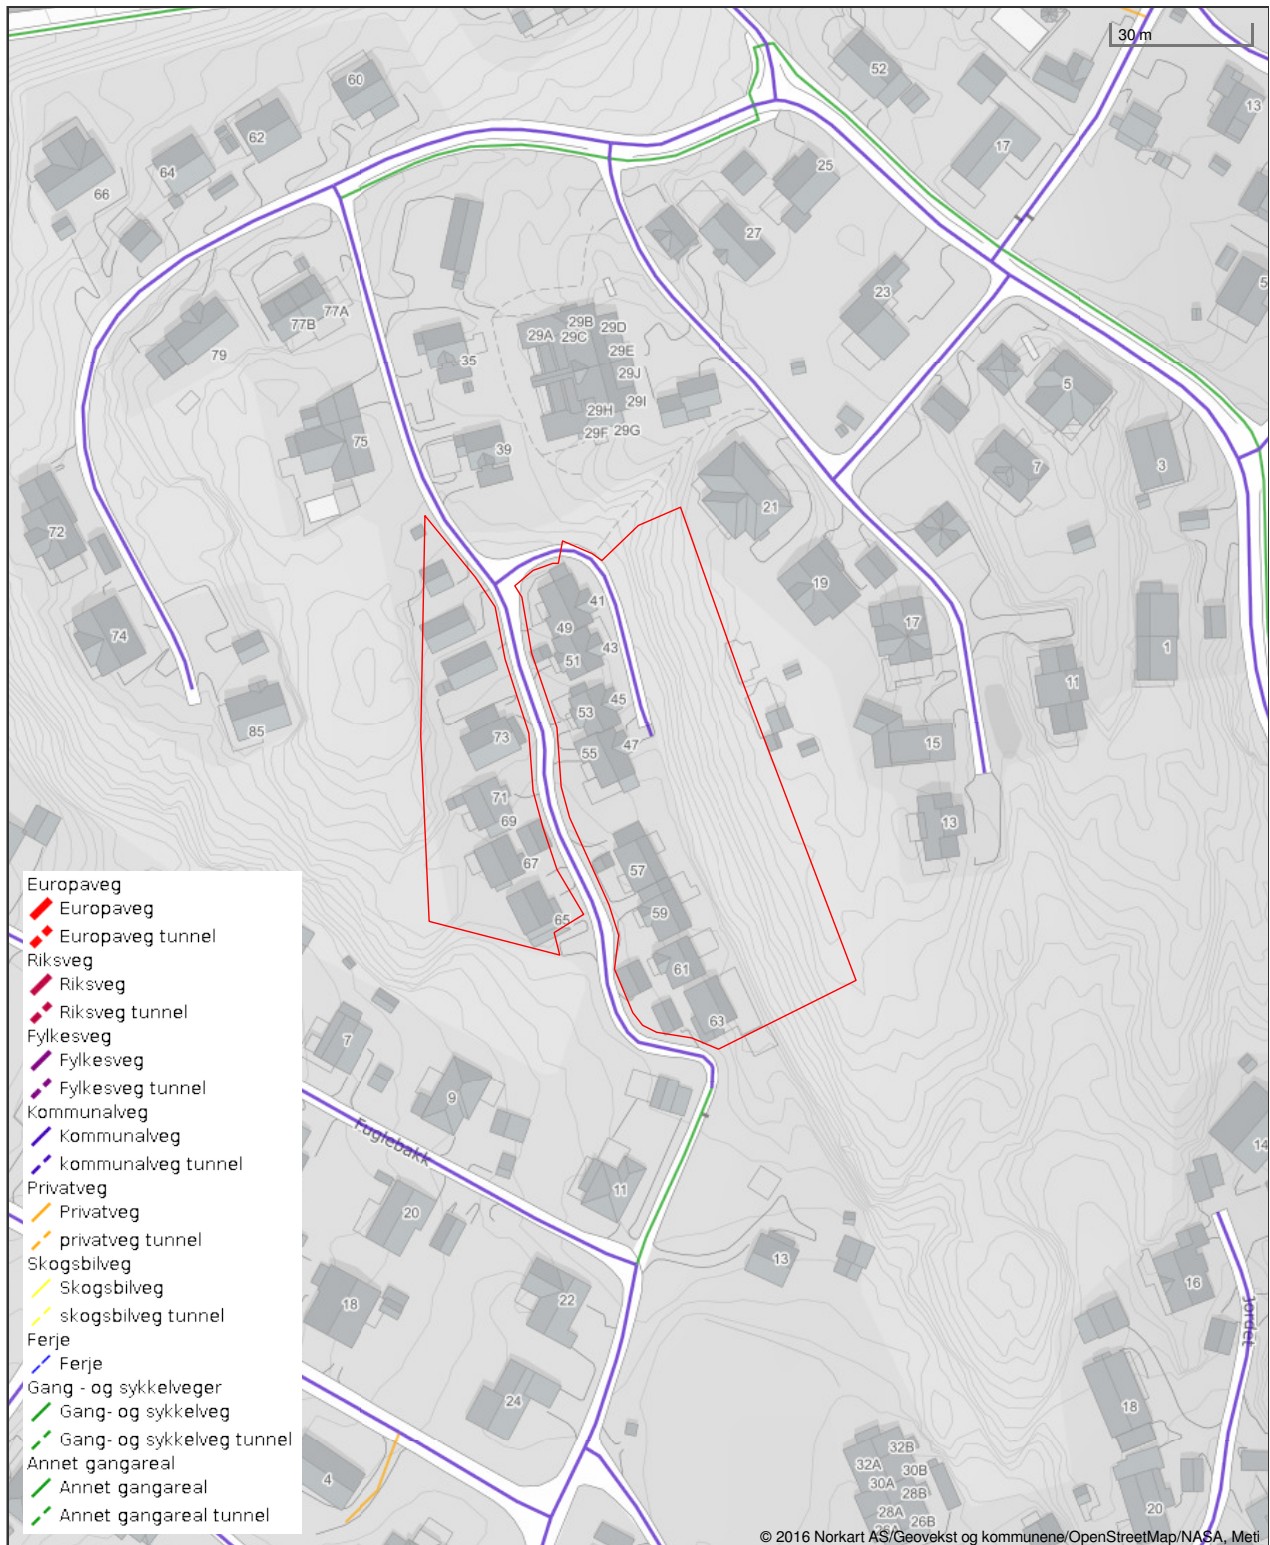 30 m
52
60
13
62
17
64
25
66
27
23
5
77A
77B
29B
29A
29C
29D
79
29E
35
29J
5
29I
29H
75
29F
29G
39
3
7
21
72
19
41
49
43
17
74
1
51
11
45
53
85
73
47
55
15
71
69
13
67
57
65
59
61
63
7
9
Fuglebakk
14
11
20
13
16
18
22
Jordet
24
18
4
32B
32A
30B
30A
28B
28A
26B
20
Europaveg
Europaveg
Europaveg tunnel
Riksveg
Riksveg
Riksveg tunnel
Fylkesveg
Fylkesveg
Fylkesveg tunnel
Kommunalveg
Kommunalveg
kommunalveg tunnel
Privatveg
Privatveg
privatveg tunnel
Skogsbilveg
Skogsbilveg
skogsbilveg tunnel
Ferje
Ferje
Gang - og sykkelveger
Gang- og sykkelveg
Gang- og sykkelveg tunnel
Annet gangareal
Annet gangareal
Annet gangareal tunnel
© 2016 Norkart AS/Geovekst og kommunene/OpenStreetMap/NASA, Meti